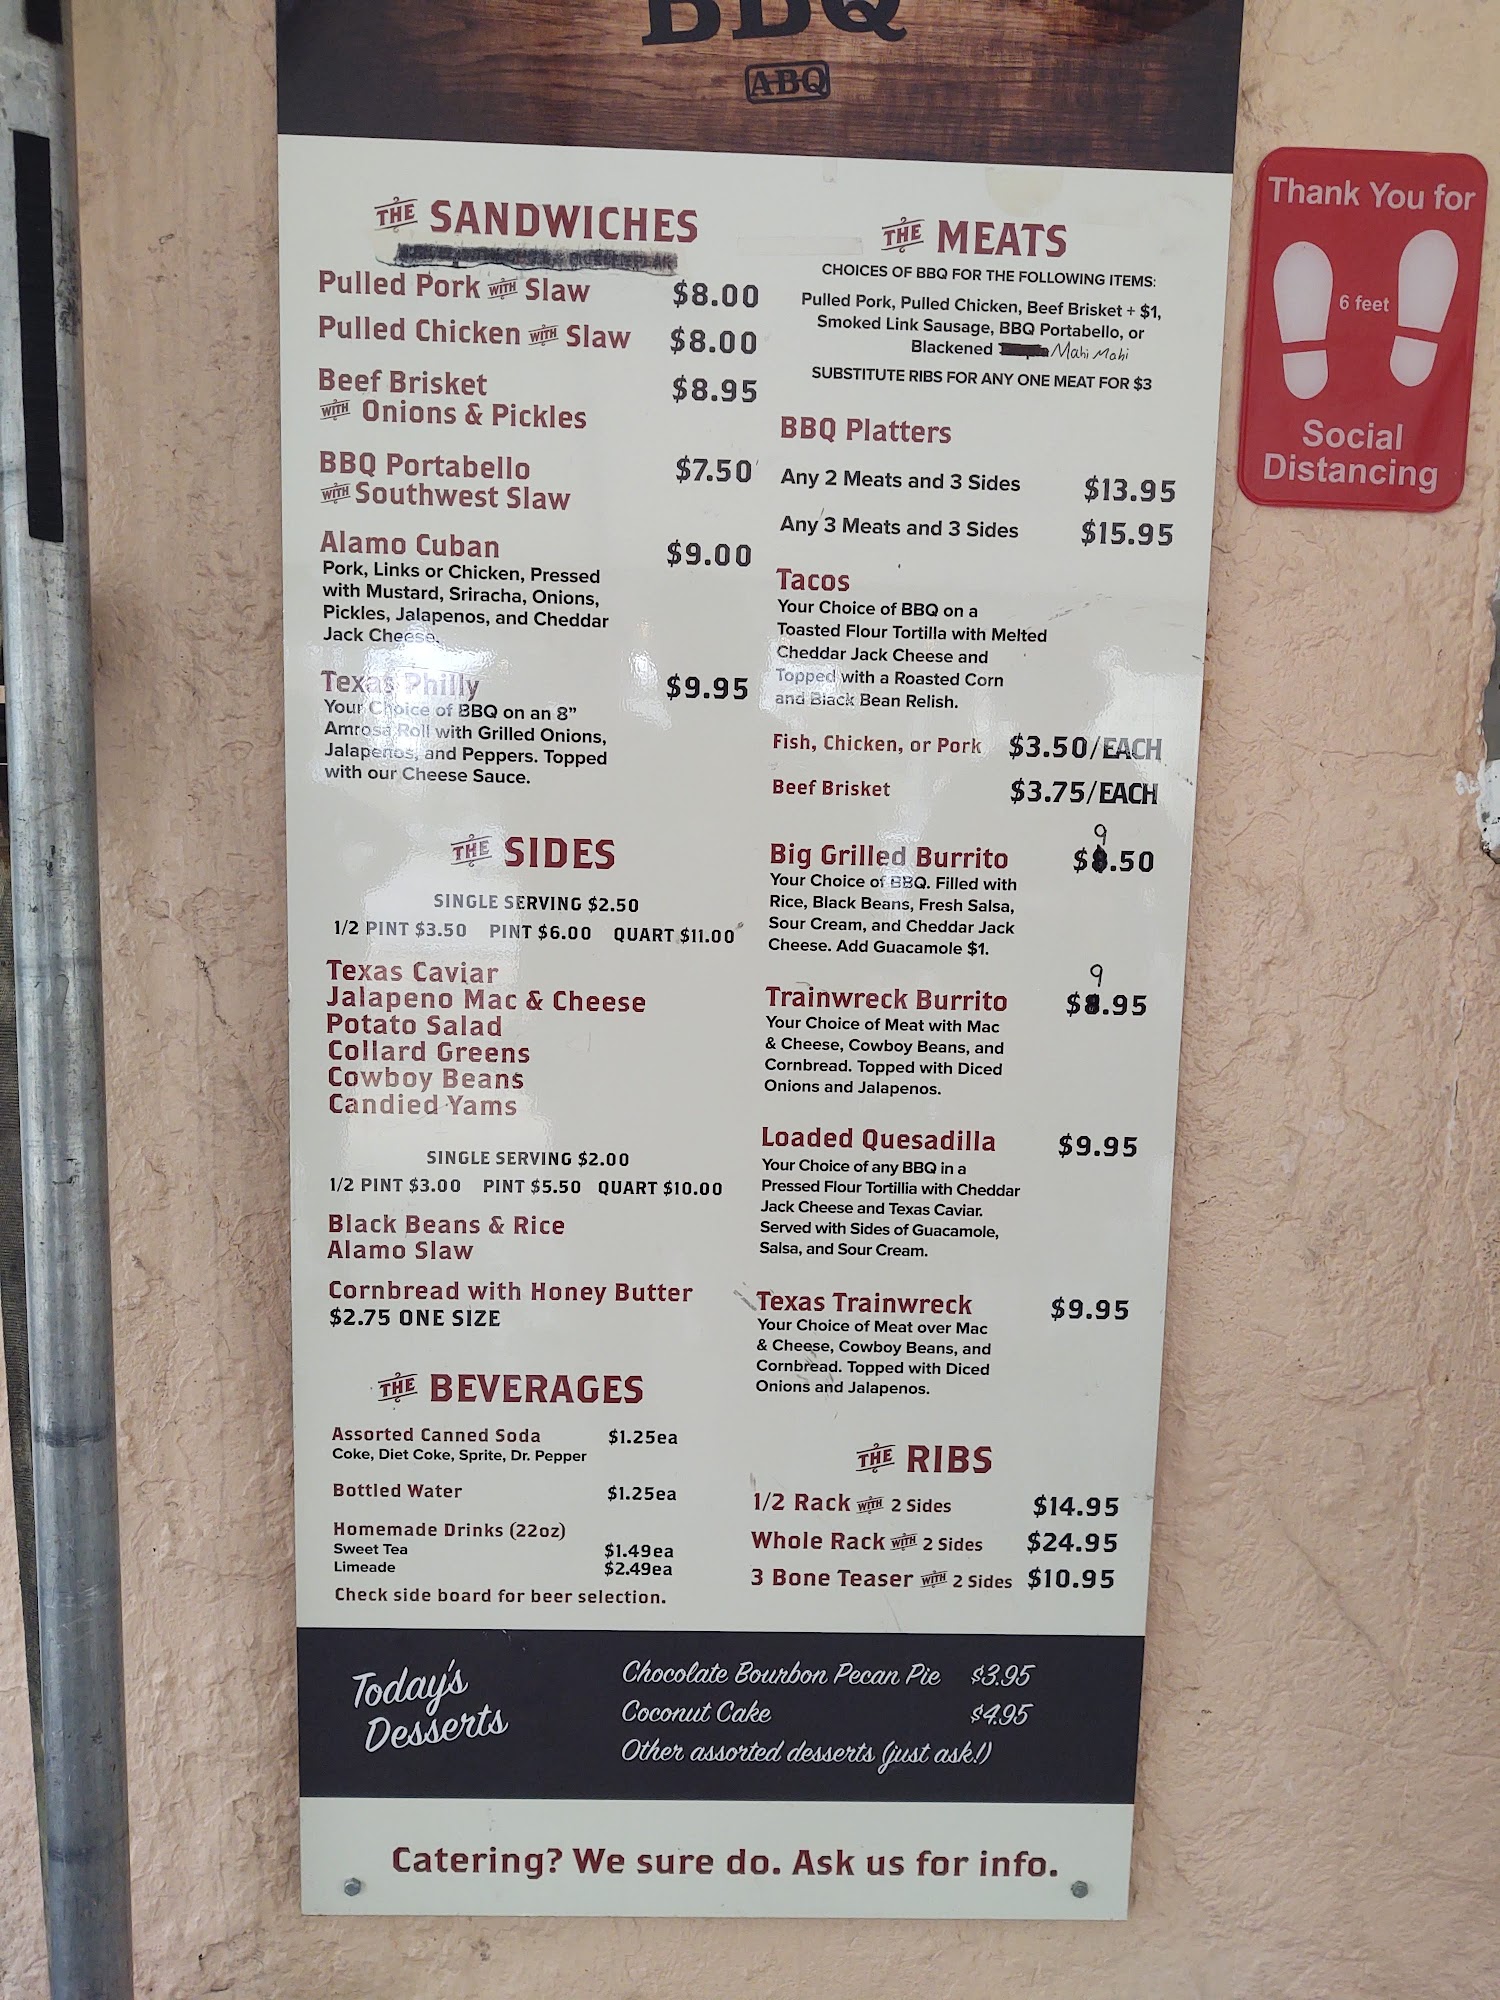 BBQ
ABQ
THE SANDWICHES
Pulled Pork WITH Slaw $8.00
Pulled Chicken WITH Slaw $8.00
Beef Brisket $8.95
WITH Onions & Pickles
BBQ Portabello $7.50
WITH Southwest Slaw
Alamo Cuban $9.00
Pork, Links or Chicken, Pressed
with Mustard, Sriracha, Onions,
Pickles, Jalapenos, and Cheddar
Jack Cheese.
Texas Philly $9.95
Your Choice of BBQ on an 8"
Amrosa Roll with Grilled Onions,
Jalapenos, and Peppers. Topped
with our Cheese Sauce.
THE SIDES
SINGLE SERVING $2.50
1/2 PINT $3.50 PINT $6.00 QUART $11.00
Texas Caviar
Jalapeno Mac & Cheese
Potato Salad
Collard Greens
Cowboy Beans
Candied Yams
SINGLE SERVING $2.00
1/2 PINT $3.00 PINT $5.50 QUART $10.00
Black Beans & Rice
Alamo Slaw
Cornbread with Honey Butter
$2.75 ONE SIZE
THE BEVERAGES
Assorted Canned Soda $1.25ea
Coke, Diet Coke, Sprite, Dr. Pepper
Bottled Water $1.25ea
Homemade Drinks (22oz)
Sweet Tea $1.49ea
Limeade $2.49ea
Check side board for beer selection.
THE MEATS
CHOICES OF BBQ FOR THE FOLLOWING ITEMS:
Pulled Pork, Pulled Chicken, Beef Brisket + $1,
Smoked Link Sausage, BBQ Portabello, or
Blackened Mahi Mahi
SUBSTITUTE RIBS FOR ANY ONE MEAT FOR $3
BBQ Platters
Any 2 Meats and 3 Sides $13.95
Any 3 Meats and 3 Sides $15.95
Tacos
Your Choice of BBQ on a
Toasted Flour Tortilla with Melted
Cheddar Jack Cheese and
Topped with a Roasted Corn
and Black Bean Relish.
Fish, Chicken, or Pork $3.50/EACH
Beef Brisket $3.75/EACH
9
Big Grilled Burrito $8.50
Your Choice of BBQ. Filled with
Rice, Black Beans, Fresh Salsa,
Sour Cream, and Cheddar Jack
Cheese. Add Guacamole $1.
9
Trainwreck Burrito $8.95
Your Choice of Meat with Mac
& Cheese, Cowboy Beans, and
Cornbread. Topped with Diced
Onions and Jalapenos.
Loaded Quesadilla $9.95
Your Choice of any BBQ in a
Pressed Flour Tortillia with Cheddar
Jack Cheese and Texas Caviar.
Served with Sides of Guacamole,
Salsa, and Sour Cream.
Texas Trainwreck $9.95
Your Choice of Meat over Mac
& Cheese, Cowboy Beans, and
Cornbread. Topped with Diced
Onions and Jalapenos.
THE RIBS
1/2 Rack WITH 2 Sides $14.95
Whole Rack WITH 2 Sides $24.95
3 Bone Teaser WITH 2 Sides $10.95
Today's
Desserts
Chocolate Bourbon Pecan Pie $3.95
Coconut Cake $4.95
Other assorted desserts (just ask!)
Catering? We sure do. Ask us for info.
Thank You for
6 feet
Social
Distancing